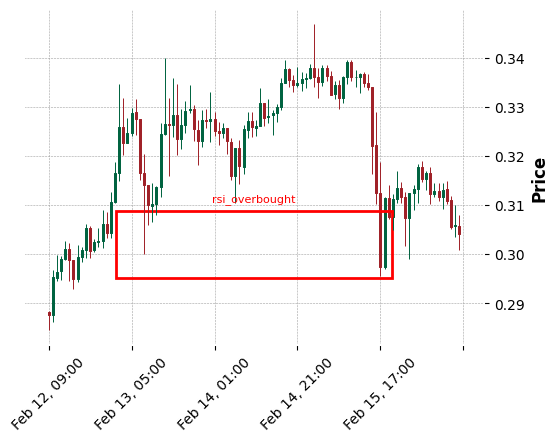 0.34
0.33
0.32
0.31
0.30
0.29
Price
rsi_overbought
Feb 12, 09:00
Feb 13, 05:00
Feb 14, 01:00
Feb 14, 21:00
Feb 15, 17:00